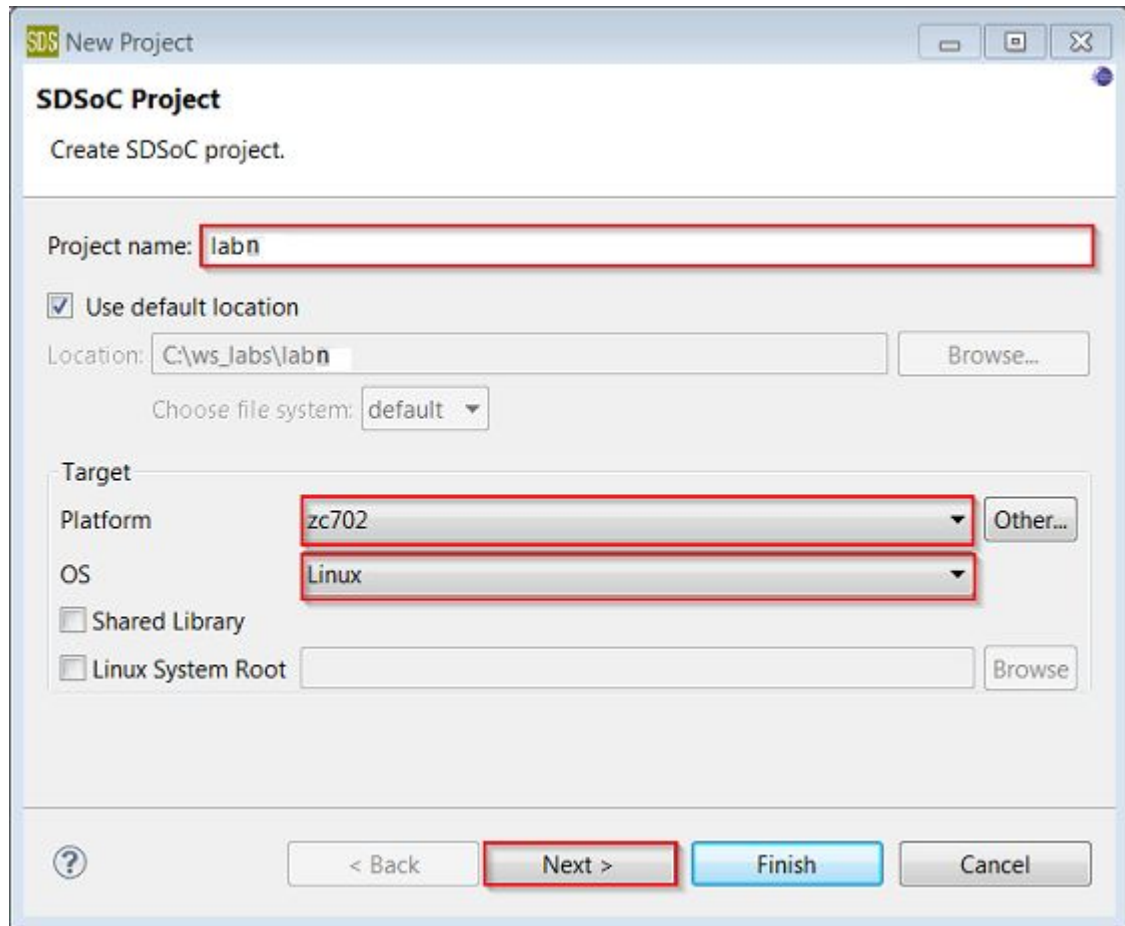 SDS New Project
SDSoC Project
Create SDSoC project.
Project name: labn
Use default location
Location: C:\ws_labs\labn Browse...
Choose file system: default
Target
Platform zc702 Other...
OS Linux
Shared Library
Linux System Root Browse
? < Back Next > Finish Cancel